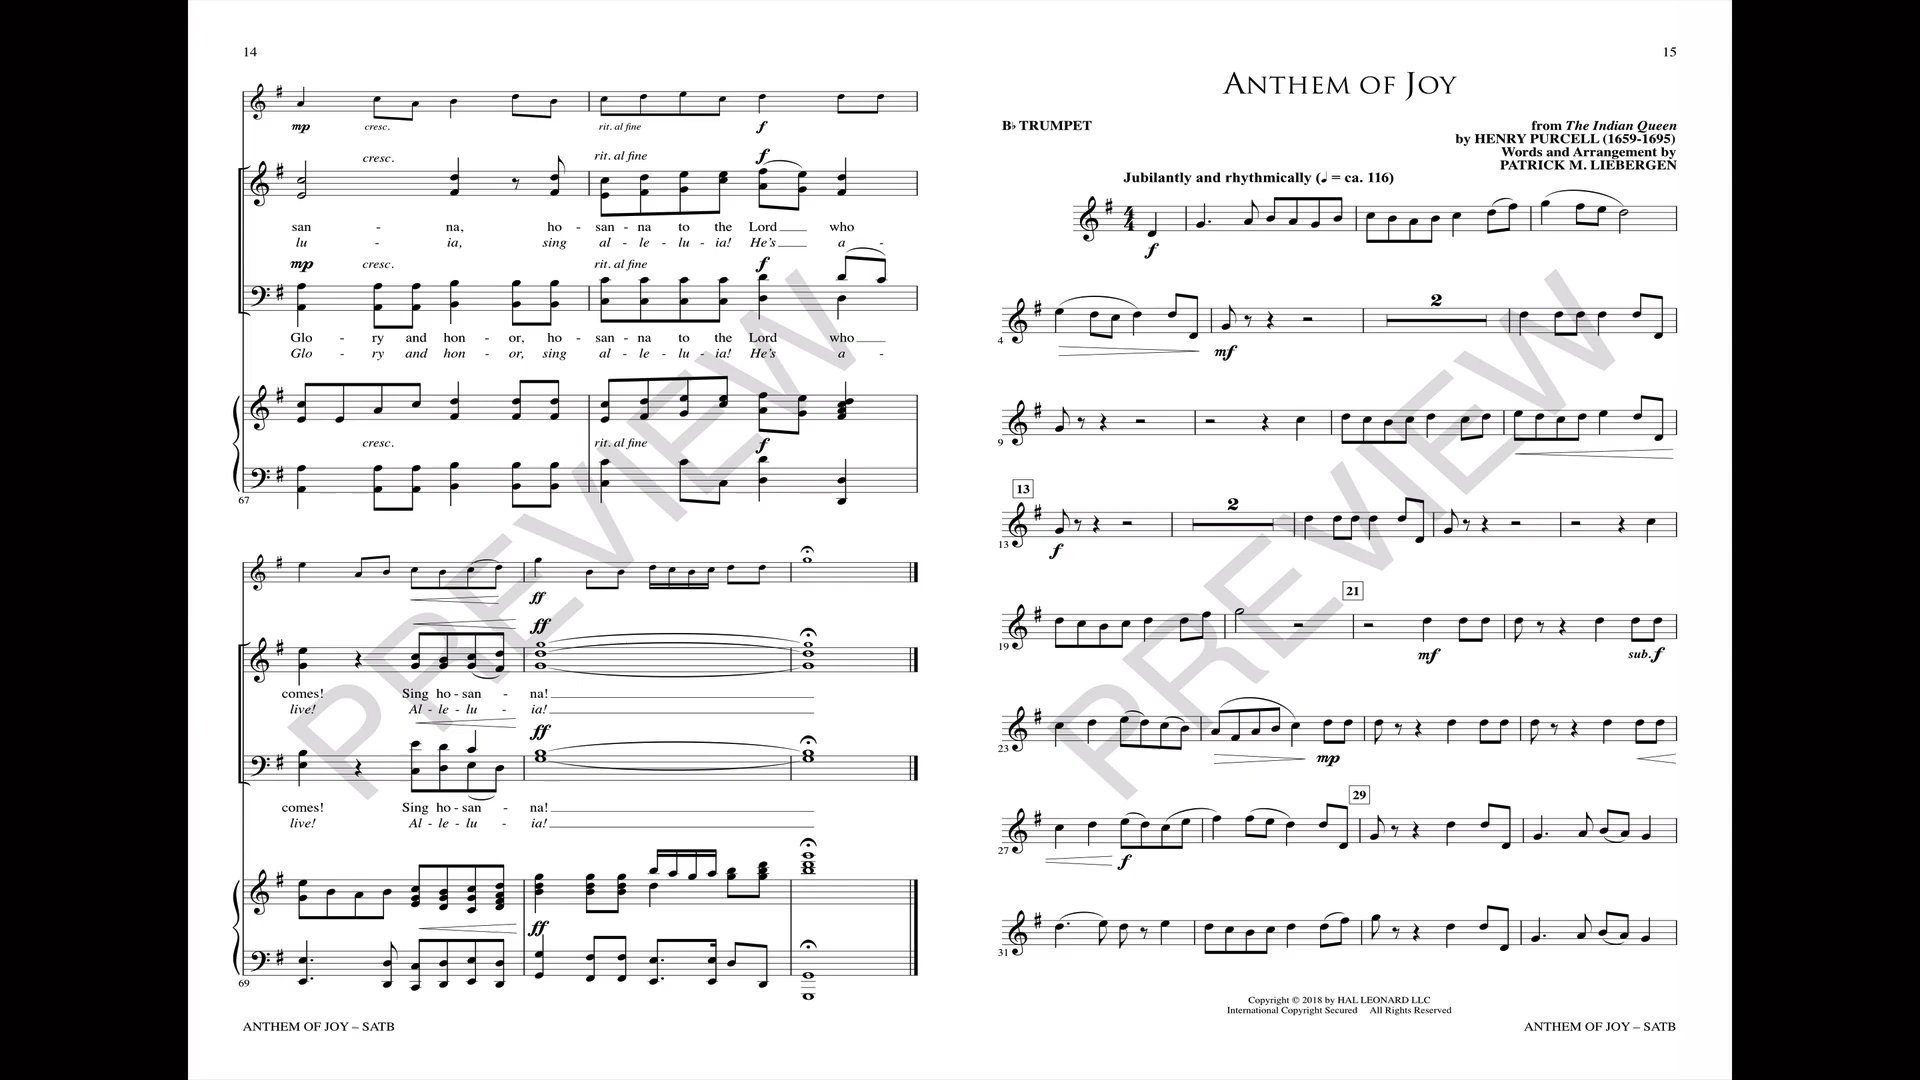 14
mp cresc. rit. al fine f
cresc. rit. al fine f
san - na, ho - san - na to the Lord who
lu - ia, sing al - le - lu - ia! He's a -
mp cresc. rit. al fine f
Glo - ry and hon - or, ho - san - na to the Lord who
Glo - ry and hon - or, sing al - le - lu - ia! He's a -
cresc. rit. al fine f
67
ff
ff
comes! Sing ho - san - na!
live! Al - le - lu - ia!
ff
comes! Sing ho - san - na!
live! Al - le - lu - ia!
ff
69
ANTHEM OF JOY – SATB
PREVIEW
15
ANTHEM OF JOY
B♭ TRUMPET
from The Indian Queen
by HENRY PURCELL (1659-1695)
Words and Arrangement by
PATRICK M. LIEBERGEN
Jubilantly and rhythmically (♩ = ca. 116)
4
4
f
2
4
mf
9
13
2
13
f
21
19
mf sub. f
23
mp
29
27
f
31
Copyright © 2018 by HAL LEONARD LLC
International Copyright Secured All Rights Reserved
ANTHEM OF JOY – SATB
PREVIEW